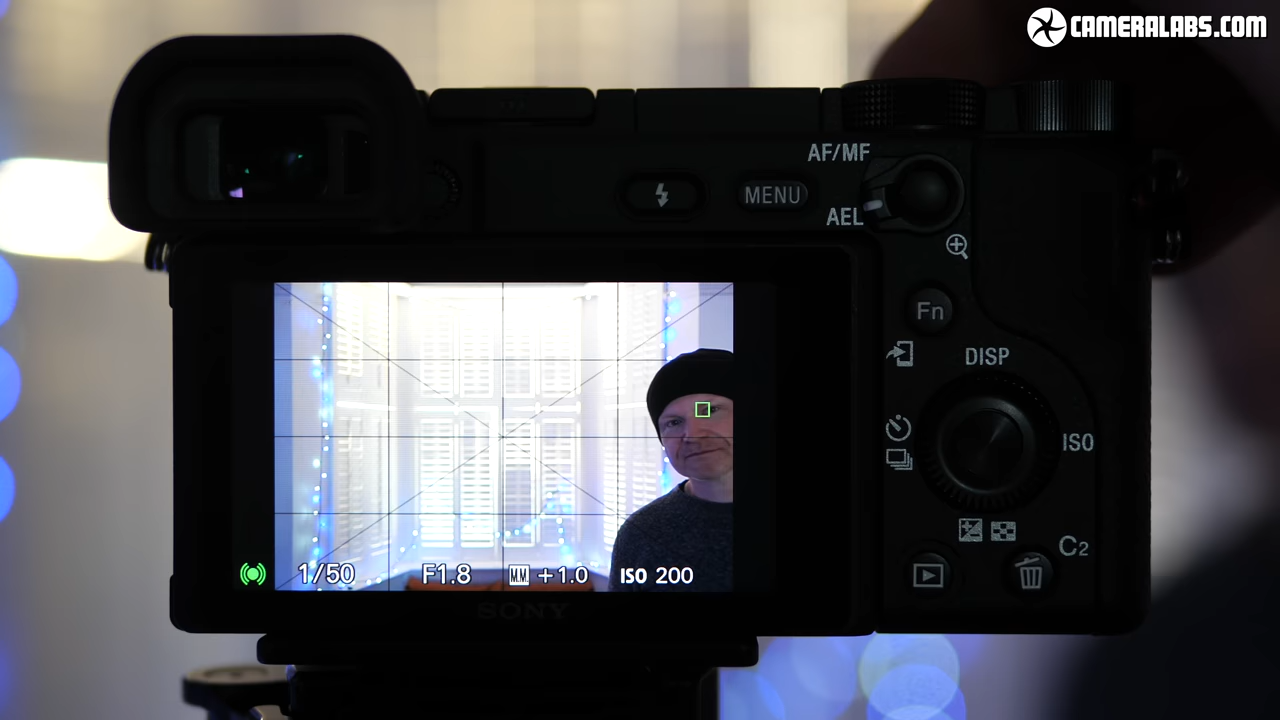 CAMERALABS.COM
AF/MF
MENU
AEL
Fn
DISP
ISO
C2
1/50 F1.8 M.M. +1.0 ISO 200
SONY